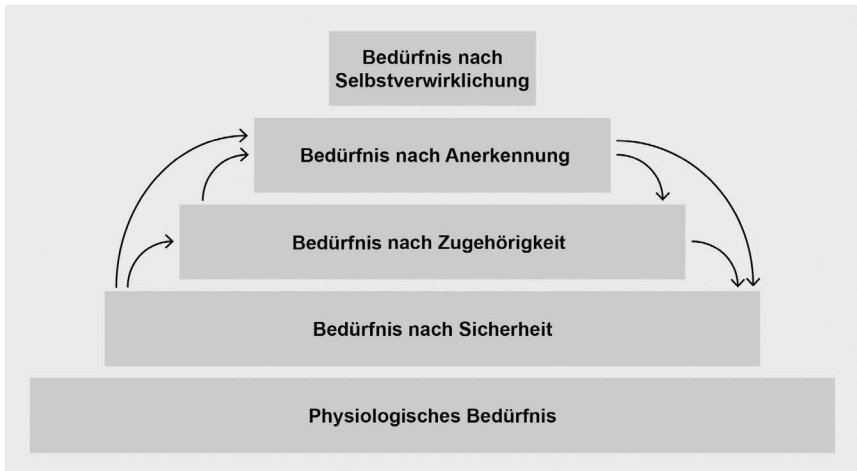 Bedürfnis nach
Selbstverwirklichung
Bedürfnis nach Anerkennung
Bedürfnis nach Zugehörigkeit
Bedürfnis nach Sicherheit
Physiologisches Bedürfnis